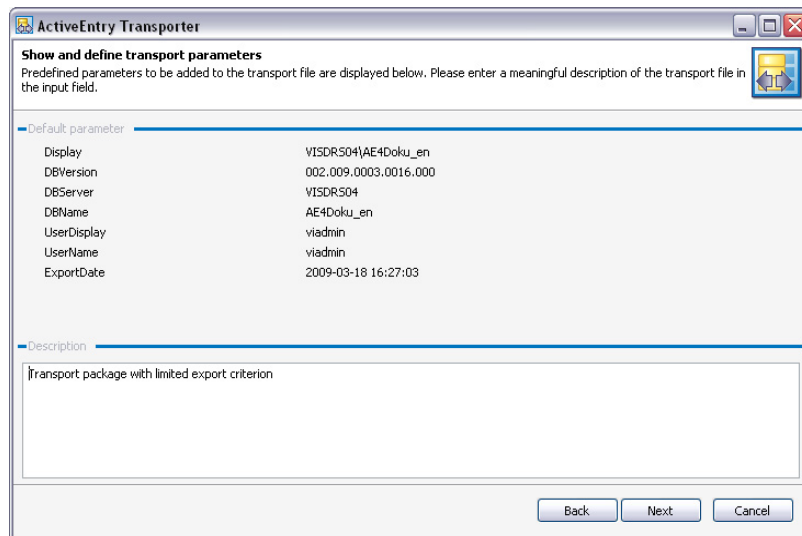 ActiveEntry Transporter
Show and define transport parameters
Predefined parameters to be added to the transport file are displayed below. Please enter a meaningful description of the transport file in
the input field.
Default parameter
Display VISDRS04\AE4Doku_en
DBVersion 002.009.0003.0016.000
DBServer VISDRS04
DBName AE4Doku_en
UserDisplay viadmin
UserName viadmin
ExportDate 2009-03-18 16:27:03
Description
Transport package with limited export criterion
Back Next Cancel